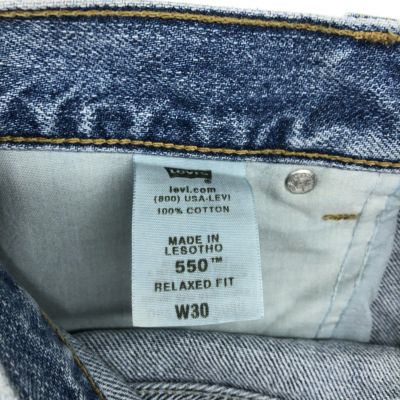 LEVI'S
levi.com
(800) USA-LEVI
100% COTTON
MADE IN
LESOTHO
550™
RELAXED FIT
W30